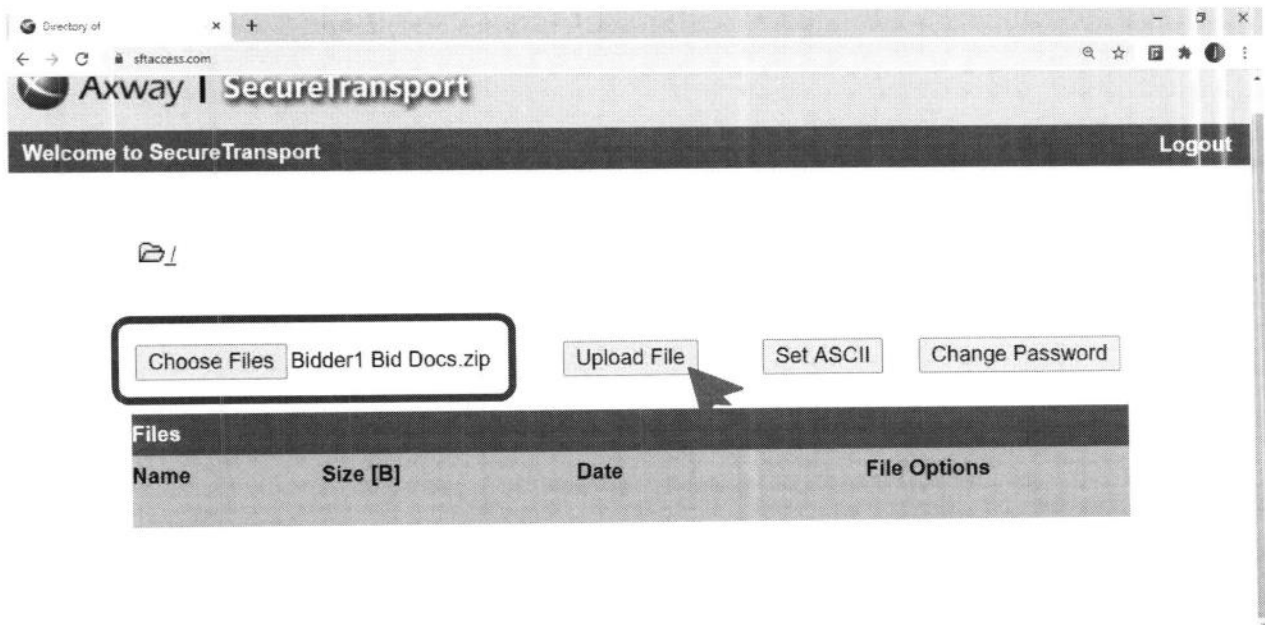 Directory of
sftaccess.com
Axway | SecureTransport
Welcome to SecureTransport
Logout
/
Choose Files Bidder1 Bid Docs.zip
Upload File
Set ASCII
Change Password
Files
Name Size [B] Date File Options